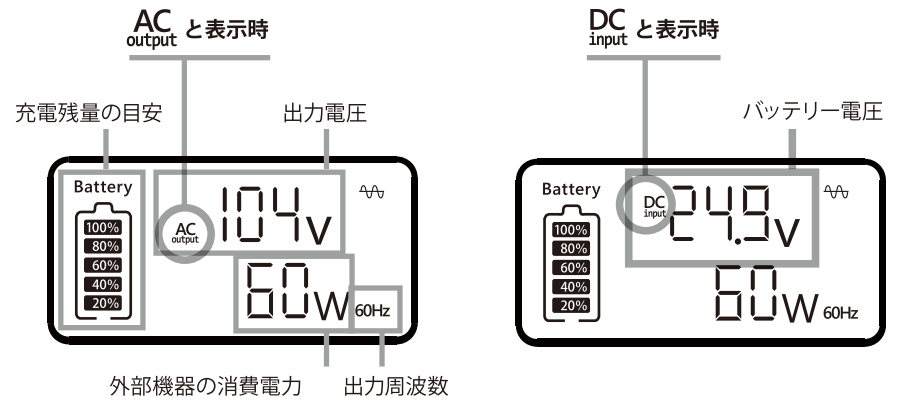 AC output と表示時
充電残量の目安
出力電圧
Battery
100%
80%
60%
40%
20%
AC output
104V
60W
60Hz
外部機器の消費電力
出力周波数
DC input と表示時
バッテリー電圧
Battery
100%
80%
60%
40%
20%
DC input
24.9V
60W
60Hz